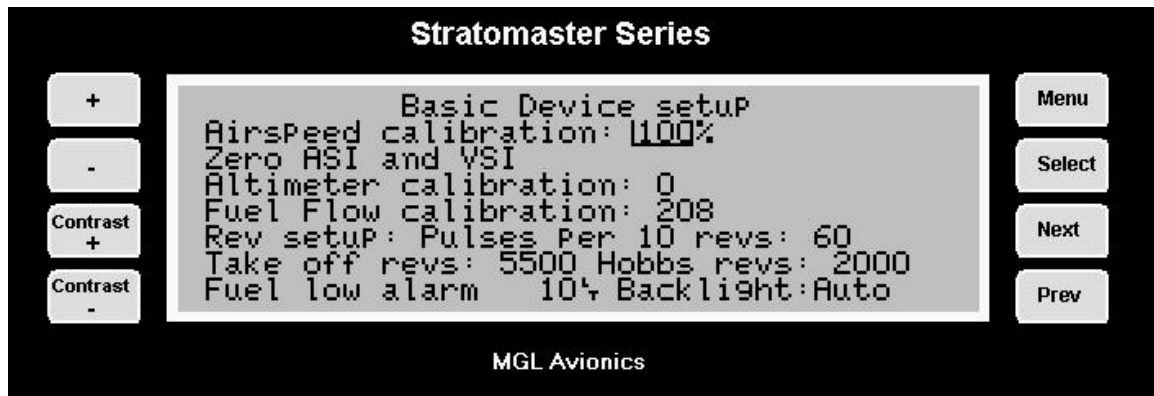 Stratomaster Series
+
-
Contrast
+
Contrast
-
Basic Device setup
Airspeed calibration: 100%
Zero ASI and VSI
Altimeter calibration: 0
Fuel Flow calibration: 208
Rev setup: Pulses per 10 revs: 60
Take off revs: 5500 Hobbs revs: 2000
Fuel low alarm 10 Backlight:Auto
Menu
Select
Next
Prev
MGL Avionics